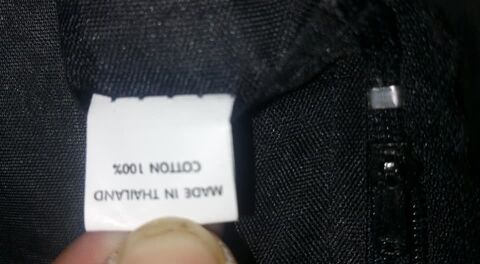 MADE IN THAILAND
COTTON 100%